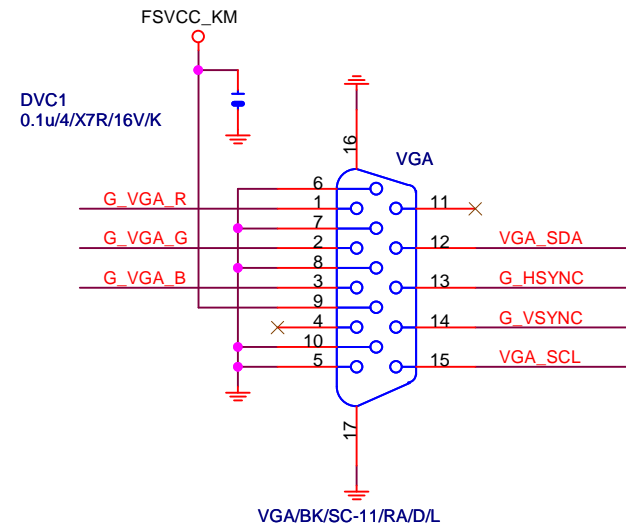 FSVCC_KM
DVC1
0.1u/4/X7R/16V/K
16
VGA
6
G_VGA_R
1
11
7
G_VGA_G
2
12
VGA_SDA
8
G_VGA_B
3
13
G_HSYNC
9
4
14
G_VSYNC
10
5
15
VGA_SCL
17
VGA/BK/SC-11/RA/D/L